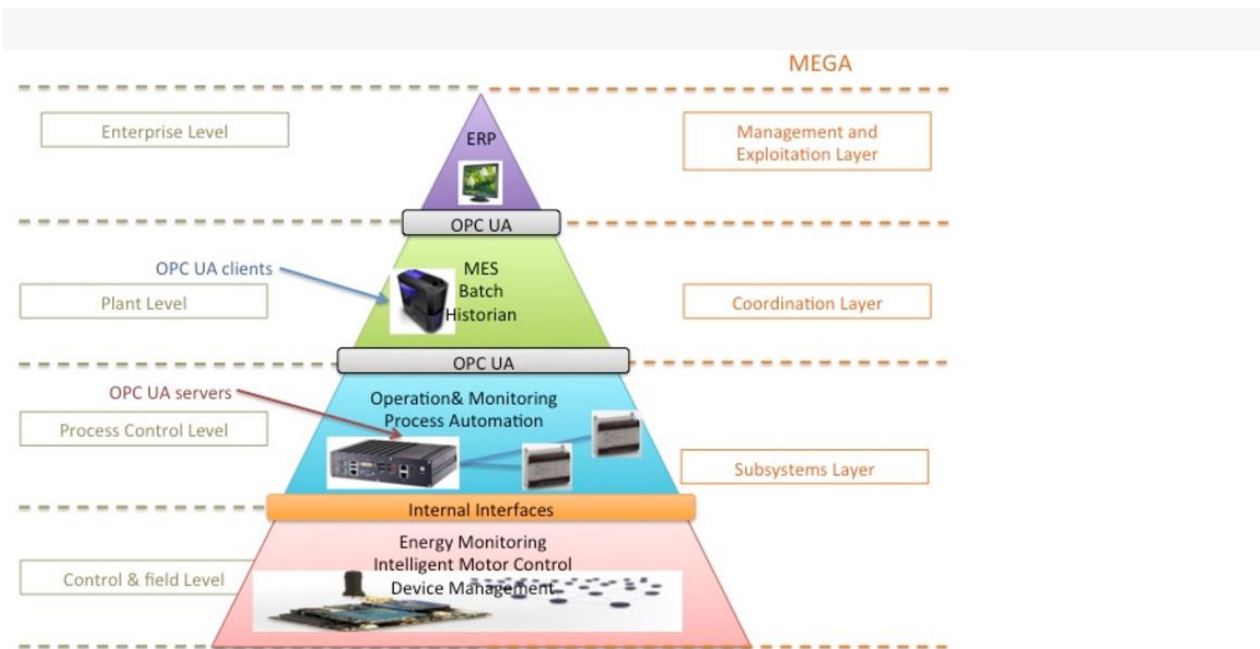 MEGA
Enterprise Level
ERP
Management and
Exploitation Layer
OPC UA
OPC UA clients
MES
Batch
Historian
Plant Level
Coordination Layer
OPC UA
OPC UA servers
Operation& Monitoring
Process Automation
Process Control Level
Subsystems Layer
Internal Interfaces
Energy Monitoring
Intelligent Motor Control
Device Management
Control & field Level